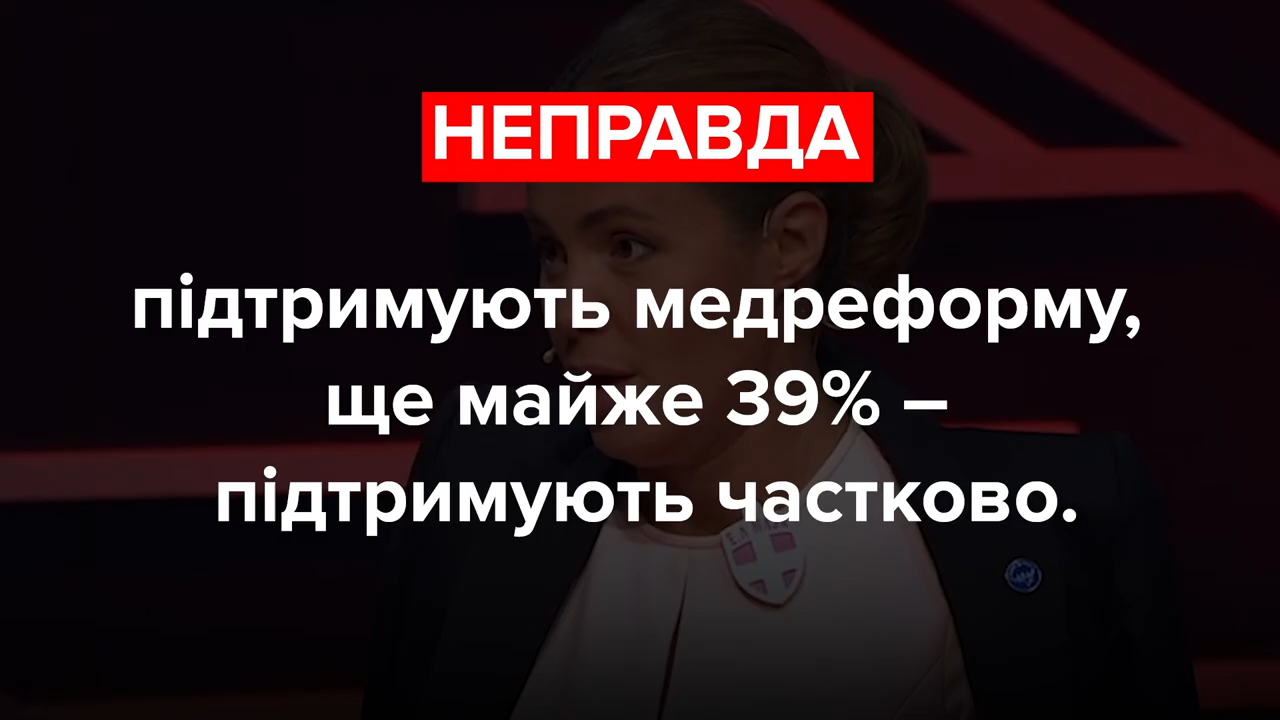 НЕПРАВДА
підтримують медреформу,
ще майже 39% –
підтримують частково.